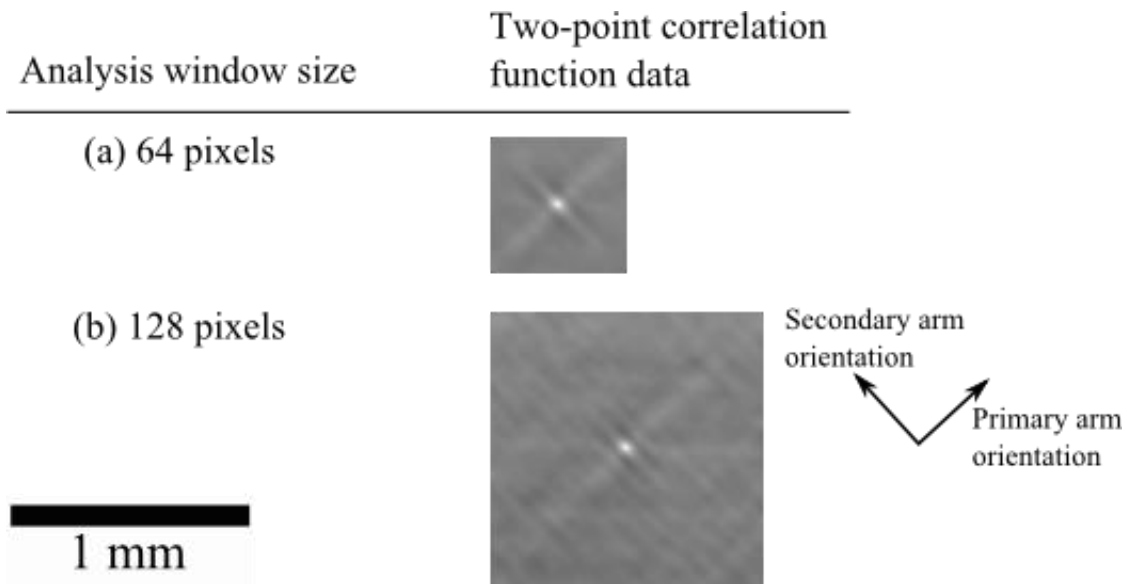 Analysis window size
Two-point correlation
function data
(a) 64 pixels
(b) 128 pixels
Secondary arm
orientation
Primary arm
orientation
1 mm